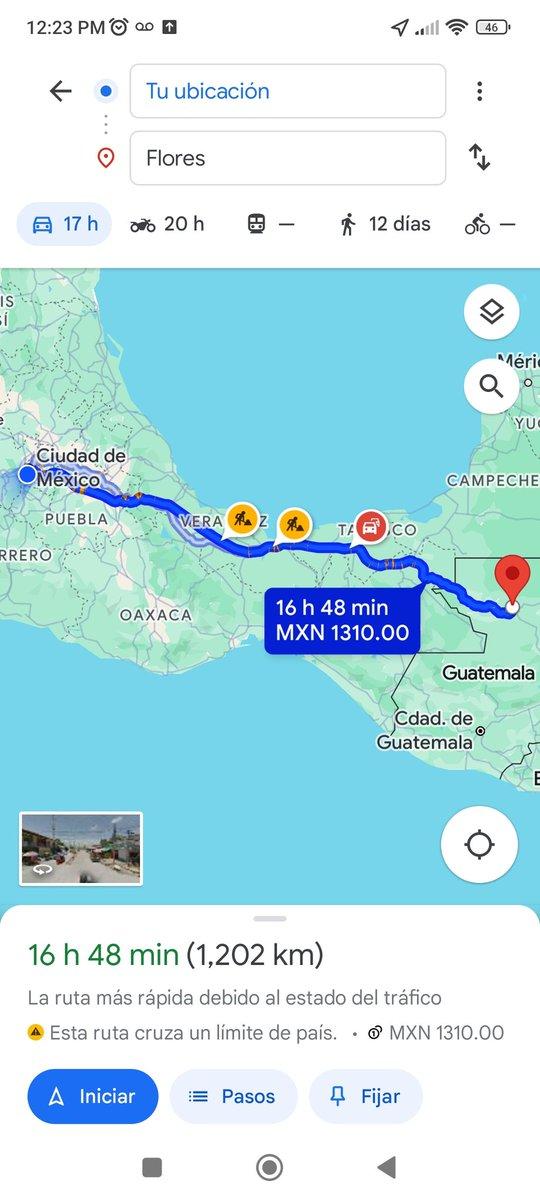 12:23 PM
46
Tu ubicación
Flores
17 h
20 h
—
12 días
—
Méri
YUC
Ciudad de
México
CAMPECHE
PUEBLA
VERA Z
TA CO
RRERO
16 h 48 min
MXN 1310.00
OAXACA
Guatemala
Cdad. de
Guatemala
16 h 48 min (1,202 km)
La ruta más rápida debido al estado del tráfico
Esta ruta cruza un límite de país. • MXN 1310.00
Iniciar
Pasos
Fijar